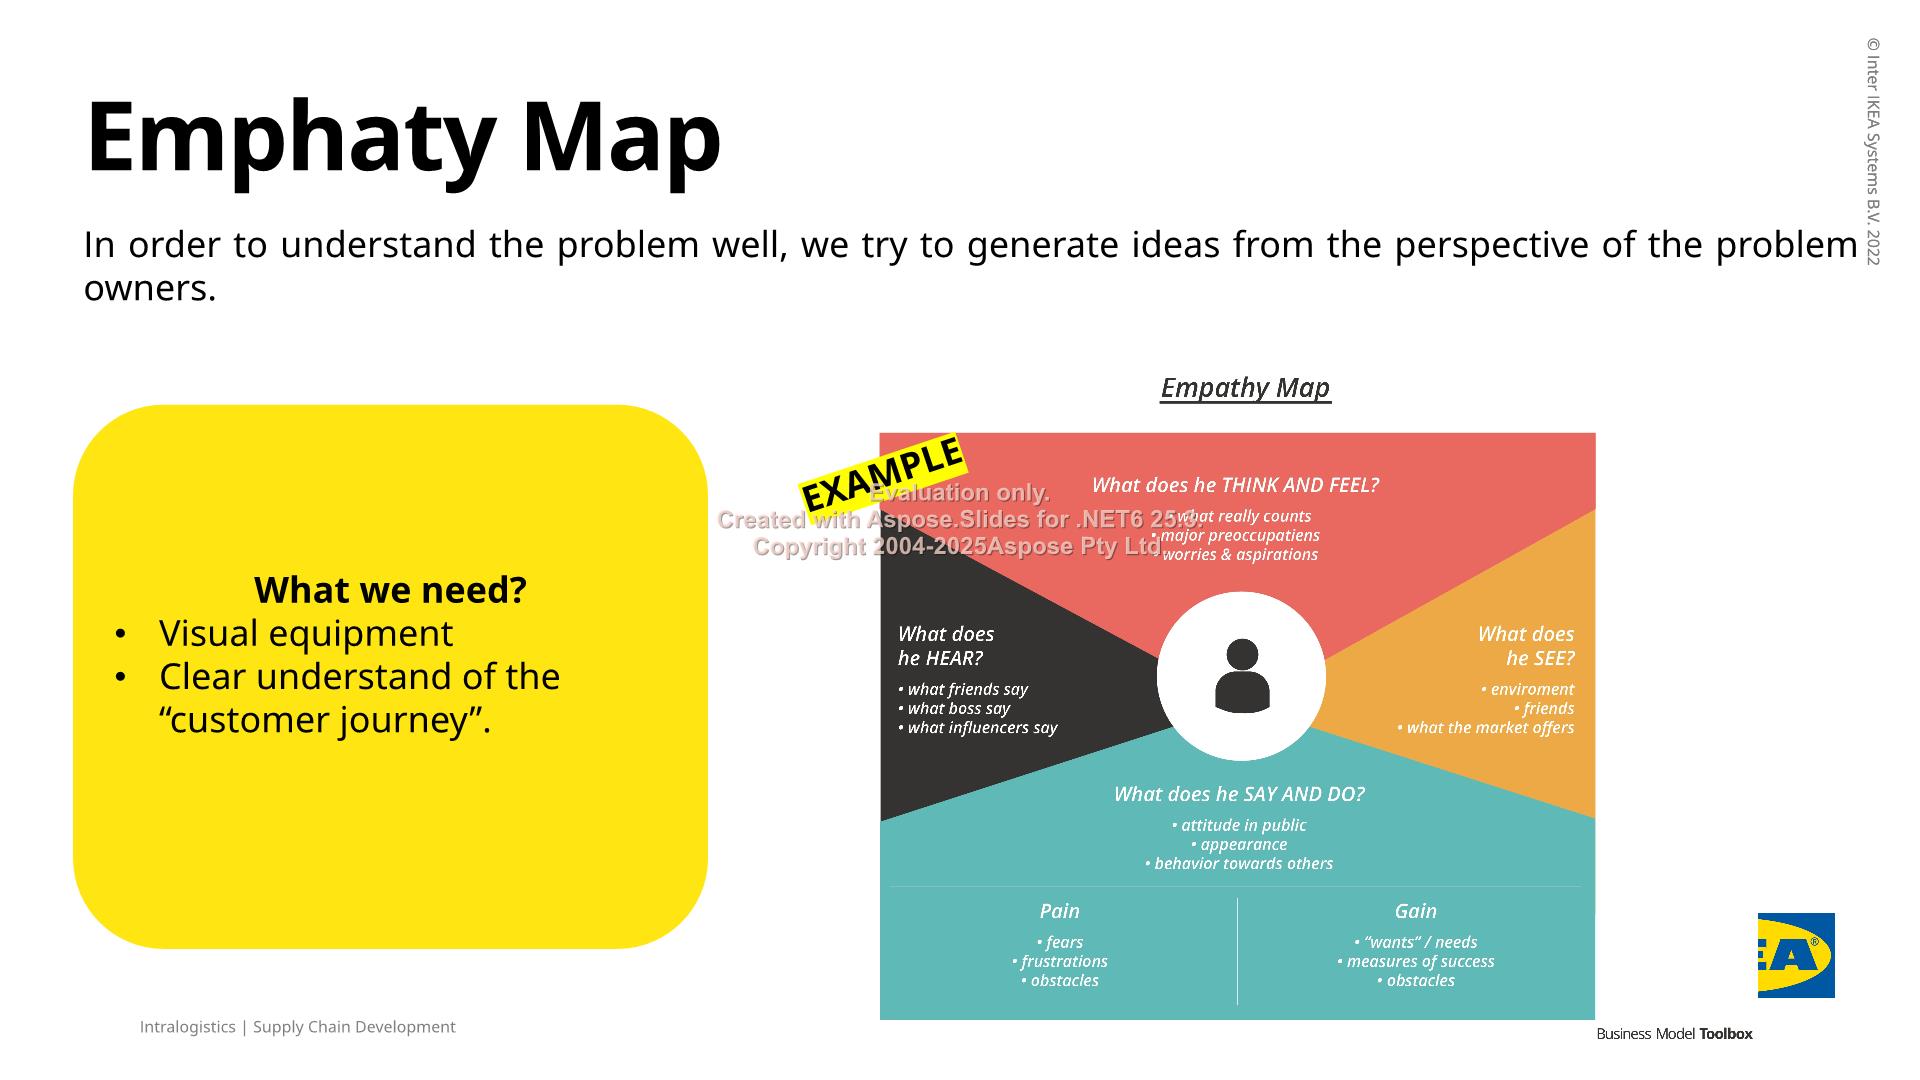 © Inter IKEA Systems B.V. 2022
Emphaty Map
In order to understand the problem well, we try to generate ideas from the perspective of the problem
owners.
What we need?
• Visual equipment
• Clear understand of the
“customer journey”.
Empathy Map
EXAMPLE
Evaluation only.
Created with Aspose.Slides for .NET6 25.3.
Copyright 2004-2025Aspose Pty Ltd.
What does he THINK AND FEEL?
• what really counts
• major preoccupatiens
• worries & aspirations
What does
he HEAR?
• what friends say
• what boss say
• what influencers say
What does
he SEE?
• enviroment
• friends
• what the market offers
What does he SAY AND DO?
• attitude in public
• appearance
• behavior towards others
Pain
• fears
• frustrations
• obstacles
Gain
• “wants” / needs
• measures of success
• obstacles
EA®
Intralogistics | Supply Chain Development
Business Model Toolbox